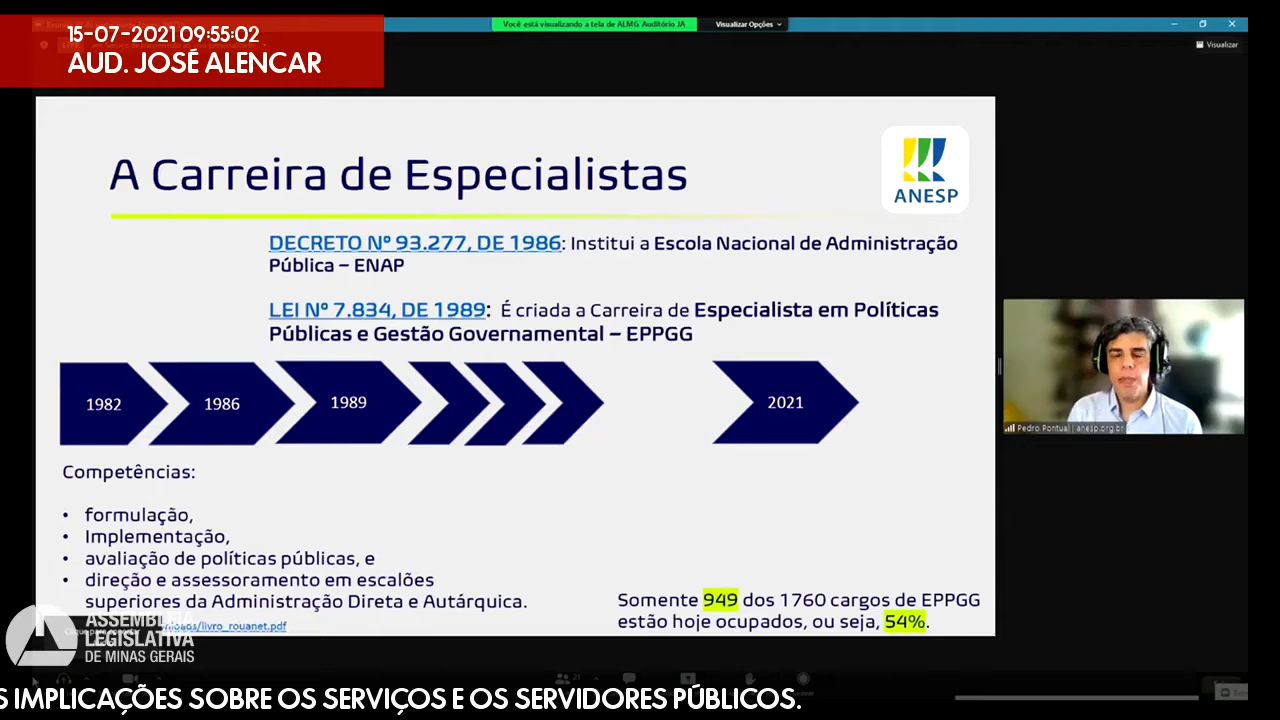 Você está visualizando a tela de ALMG Auditório JA
Visualizar Opções
15-07-2021 09:55:02
AUD. JOSÉ ALENCAR
Visualizar
A Carreira de Especialistas
ANESP
DECRETO Nº 93.277, DE 1986: Institui a Escola Nacional de Administração
Pública – ENAP
LEI Nº 7.834, DE 1989: É criada a Carreira de Especialista em Políticas
Públicas e Gestão Governamental – EPPGG
1982
1986
1989
2021
Pedro Pontual | anesp.org.br
Competências:
• formulação,
• Implementação,
• avaliação de políticas públicas, e
• direção e assessoramento em escalões
superiores da Administração Direta e Autárquica.
Somente 949 dos 1760 cargos de EPPGG
estão hoje ocupados, ou seja, 54%.
/livro_rouanet.pdf
ASSEMBLEIA
LEGISLATIVA
DE MINAS GERAIS
21
S IMPLICAÇÕES SOBRE OS SERVIÇOS E OS SERVIDORES PÚBLICOS.